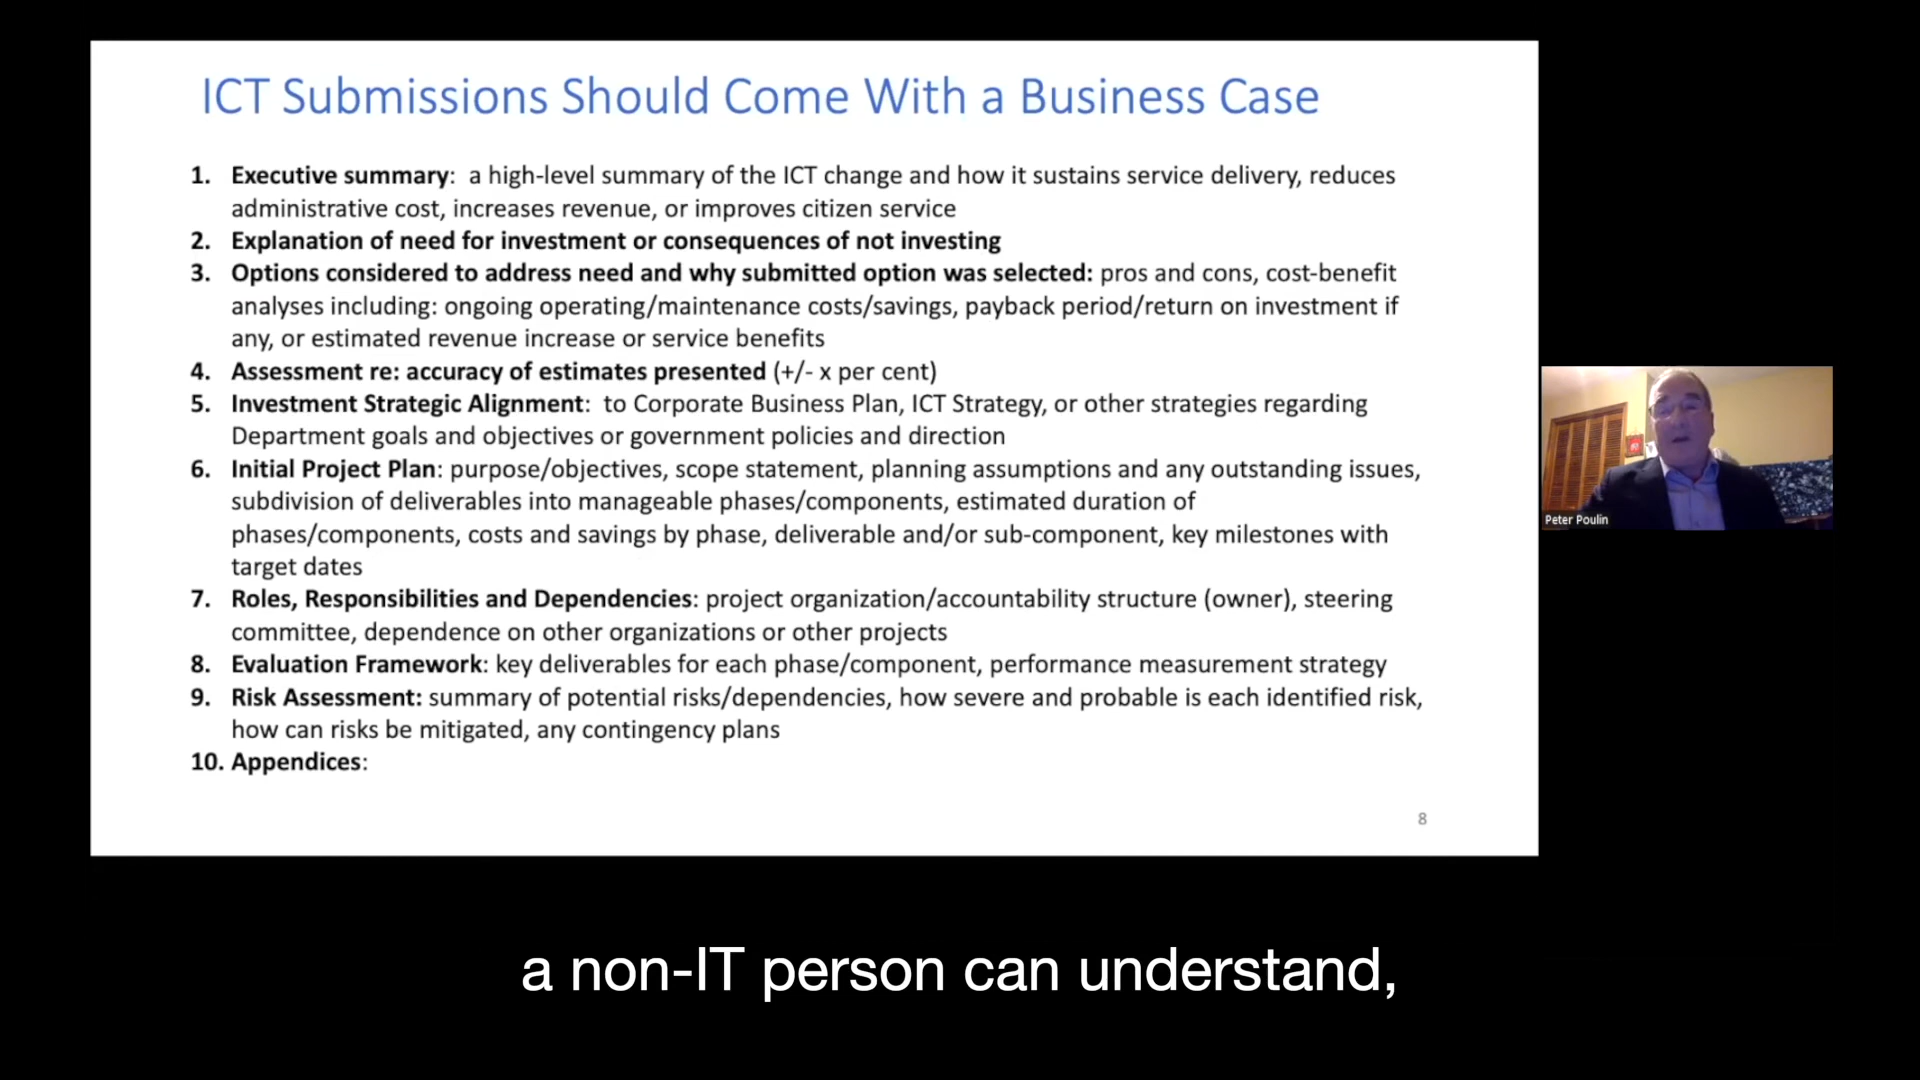 ICT Submissions Should Come With a Business Case
1. Executive summary: a high-level summary of the ICT change and how it sustains service delivery, reduces
administrative cost, increases revenue, or improves citizen service
2. Explanation of need for investment or consequences of not investing
3. Options considered to address need and why submitted option was selected: pros and cons, cost-benefit
analyses including: ongoing operating/maintenance costs/savings, payback period/return on investment if
any, or estimated revenue increase or service benefits
4. Assessment re: accuracy of estimates presented (+/- x per cent)
5. Investment Strategic Alignment: to Corporate Business Plan, ICT Strategy, or other strategies regarding
Department goals and objectives or government policies and direction
6. Initial Project Plan: purpose/objectives, scope statement, planning assumptions and any outstanding issues,
subdivision of deliverables into manageable phases/components, estimated duration of
phases/components, costs and savings by phase, deliverable and/or sub-component, key milestones with
target dates
7. Roles, Responsibilities and Dependencies: project organization/accountability structure (owner), steering
committee, dependence on other organizations or other projects
8. Evaluation Framework: key deliverables for each phase/component, performance measurement strategy
9. Risk Assessment: summary of potential risks/dependencies, how severe and probable is each identified risk,
how can risks be mitigated, any contingency plans
10. Appendices:
8
Peter Poulin
a non-IT person can understand,